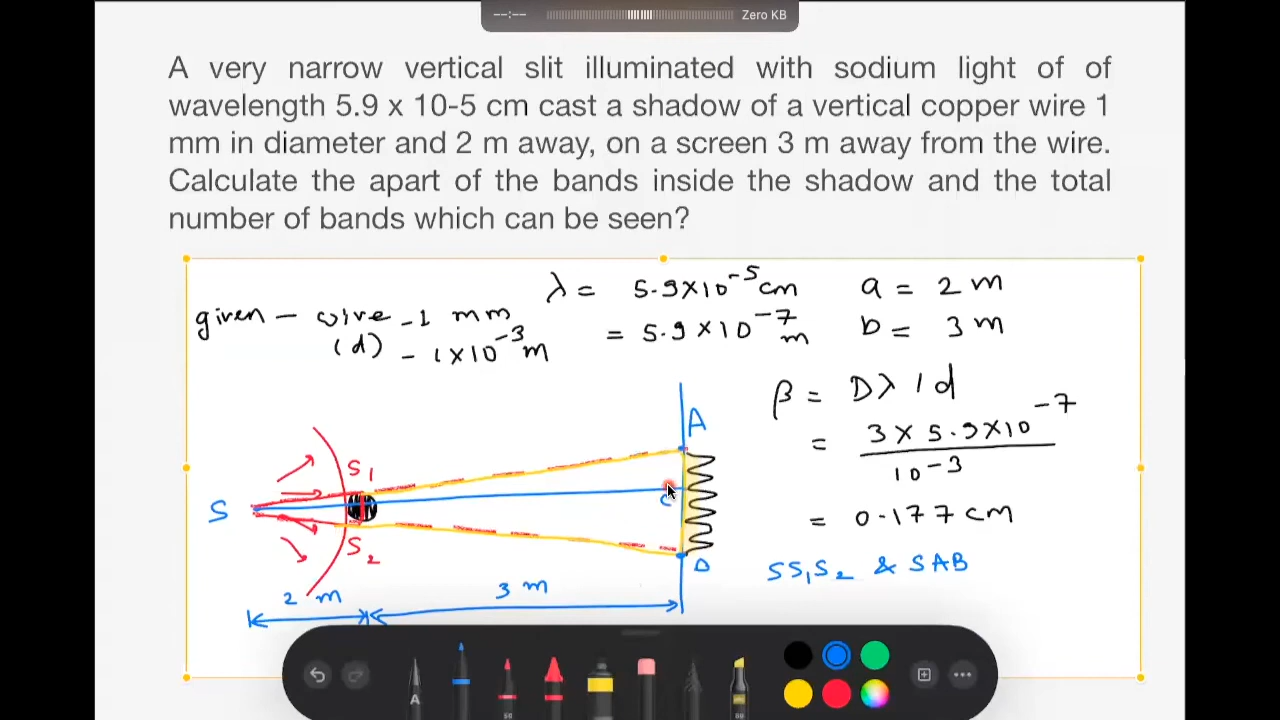 --:-- Zero KB
A very narrow vertical slit illuminated with sodium light of of
wavelength 5.9 x 10-5 cm cast a shadow of a vertical copper wire 1
mm in diameter and 2 m away, on a screen 3 m away from the wire.
Calculate the apart of the bands inside the shadow and the total
number of bands which can be seen?
given - wire - 1 mm
(d) - 1×10⁻³ m
λ = 5.9×10⁻⁵ cm
= 5.9 ×10⁻⁷ m
a = 2 m
b = 3 m
β = Dλ / d
= 3 × 5.9×10⁻⁷
10⁻³
= 0.177 cm
SS₁S₂ & SAB
A
S₁
S
C
S₂
B
2 m
3 m
A
50
80